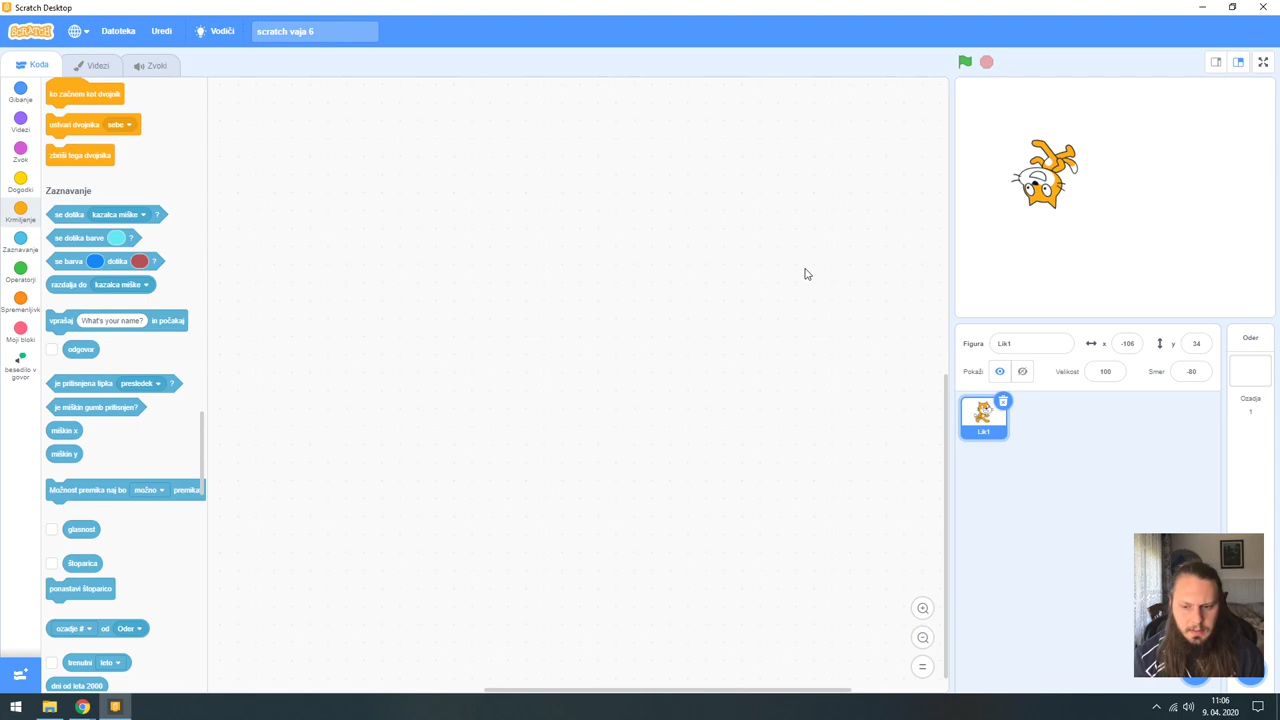 Scratch Desktop
SCRATCH
Datoteka
Uredi
Vodiči
scratch vaja 6
Koda
Videzi
Zvoki
Gibanje
Videzi
Zvok
Dogodki
Krmiljenje
Zaznavanje
Operatorji
Spremenljivk
Moji bloki
besedilo v
govor
ko začnem kot dvojnik
ustvari dvojnika sebe
zbriši tega dvojnika
Zaznavanje
se dotika kazalca miške ?
se dotika barve ?
se barva dotika ?
razdalja do kazalca miške
vprašaj What's your name? in počakaj
odgovor
je pritisnjena tipka presledek ?
je miškin gumb pritisnjen?
miškin x
miškin y
Možnost premika naj bo možno premika
glasnost
štoparica
ponastavi štoparico
ozadje # od Oder
trenutni leto
dni od leta 2000
Figura
Lik1
x
-106
y
34
Pokaži
Velikost
100
Smer
-80
Lik1
Oder
Ozadja
1
11:06
9. 04. 2020